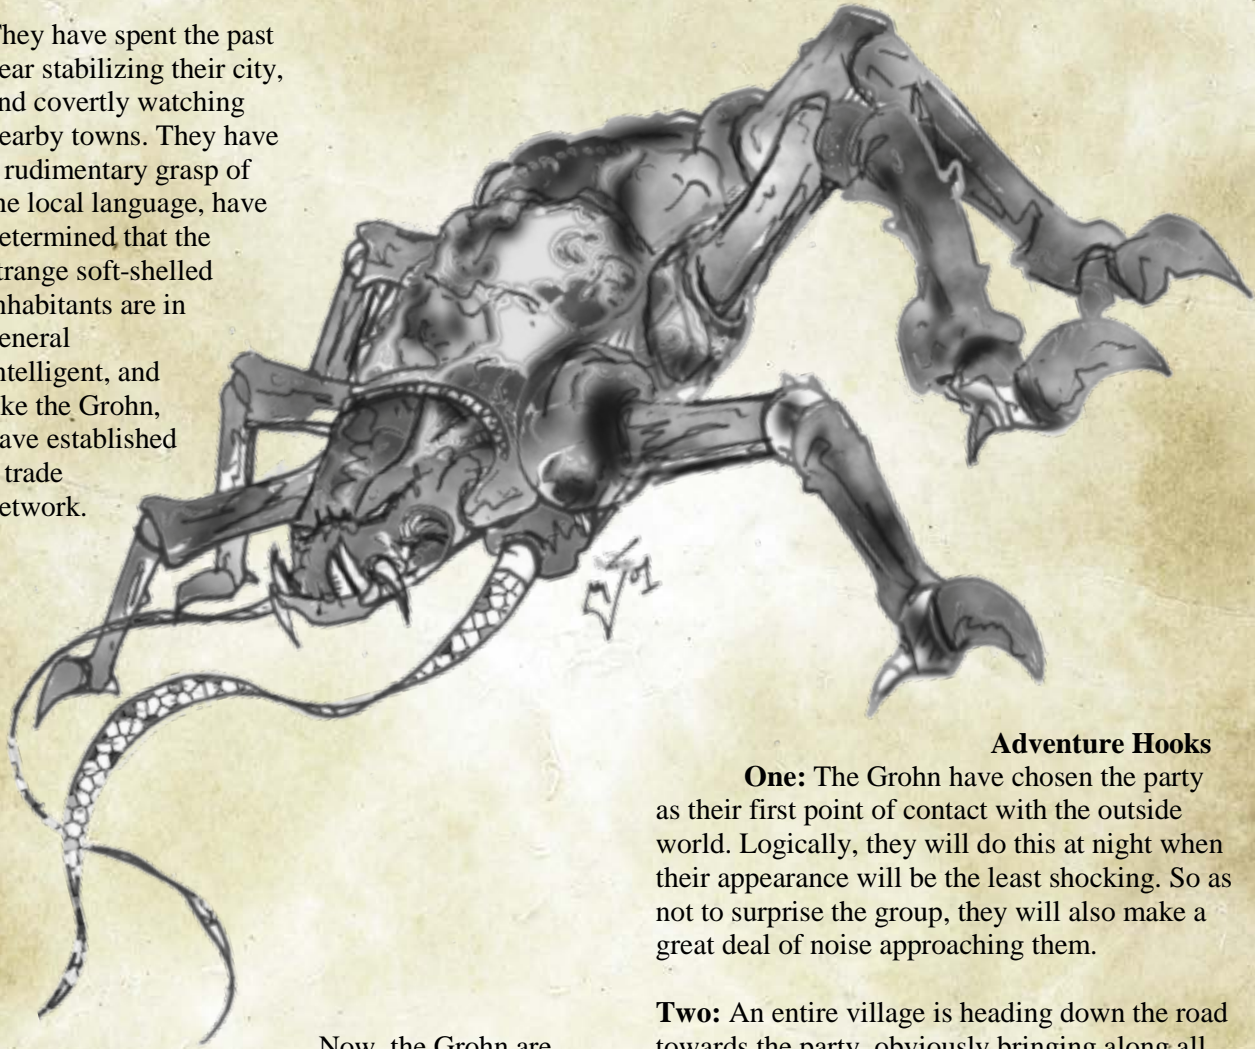 They have spent the past
ear stabilizing their city,
nd covertly watching
earby towns. They have
rudimentary grasp of
he local language, have
etermined that the
trange soft-shelled
nhabitants are in
eneral
ntelligent, and
ke the Grohn,
ave established
trade
etwork.
Now, the Grohn are
Adventure Hooks
One: The Grohn have chosen the party
as their first point of contact with the outside
world. Logically, they will do this at night when
their appearance will be the least shocking. So as
not to surprise the group, they will also make a
great deal of noise approaching them.
Two: An entire village is heading down the road
towards the party, obviously bringing along all